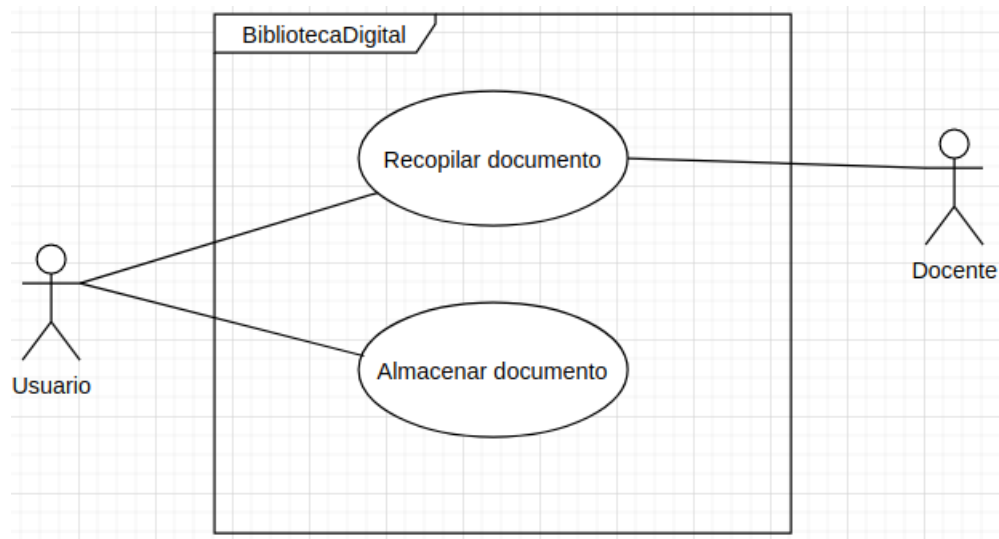 BibliotecaDigital
Recopilar documento
Docente
Almacenar documento
Usuario